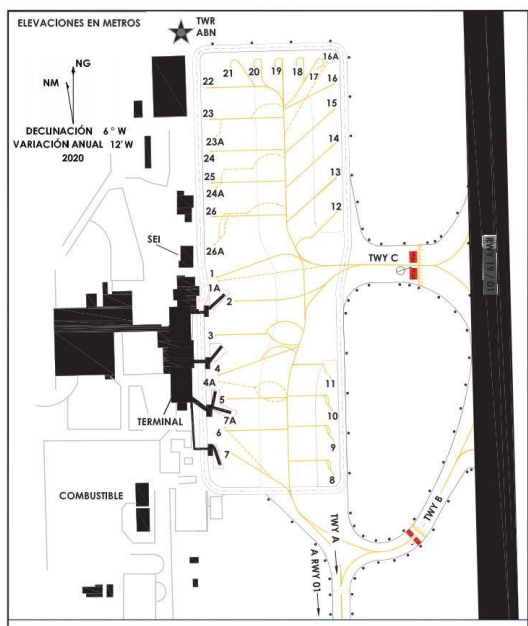 ELEVACIONES EN METROS
TWR
ABN
NG
NM
DECLINACIÓN 6° W
VARIACIÓN ANUAL 12' W
2020
16A
21 20 19 18 17
22
16
15
23
14
23A
24
13
25
24A
12
26
SEI
26A
TWY C
RWY 19 / 01
1
1A
2
3
4
11
4A
5
10
7A
TERMINAL
6
9
7
8
COMBUSTIBLE
TWY A
TWY B
A RWY 01